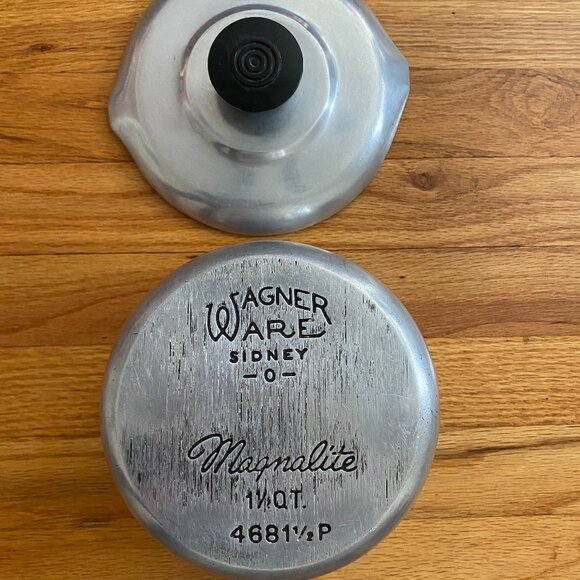 WAGNER
WARE
SIDNEY
-O-
Magnalite
1½QT.
4681½P